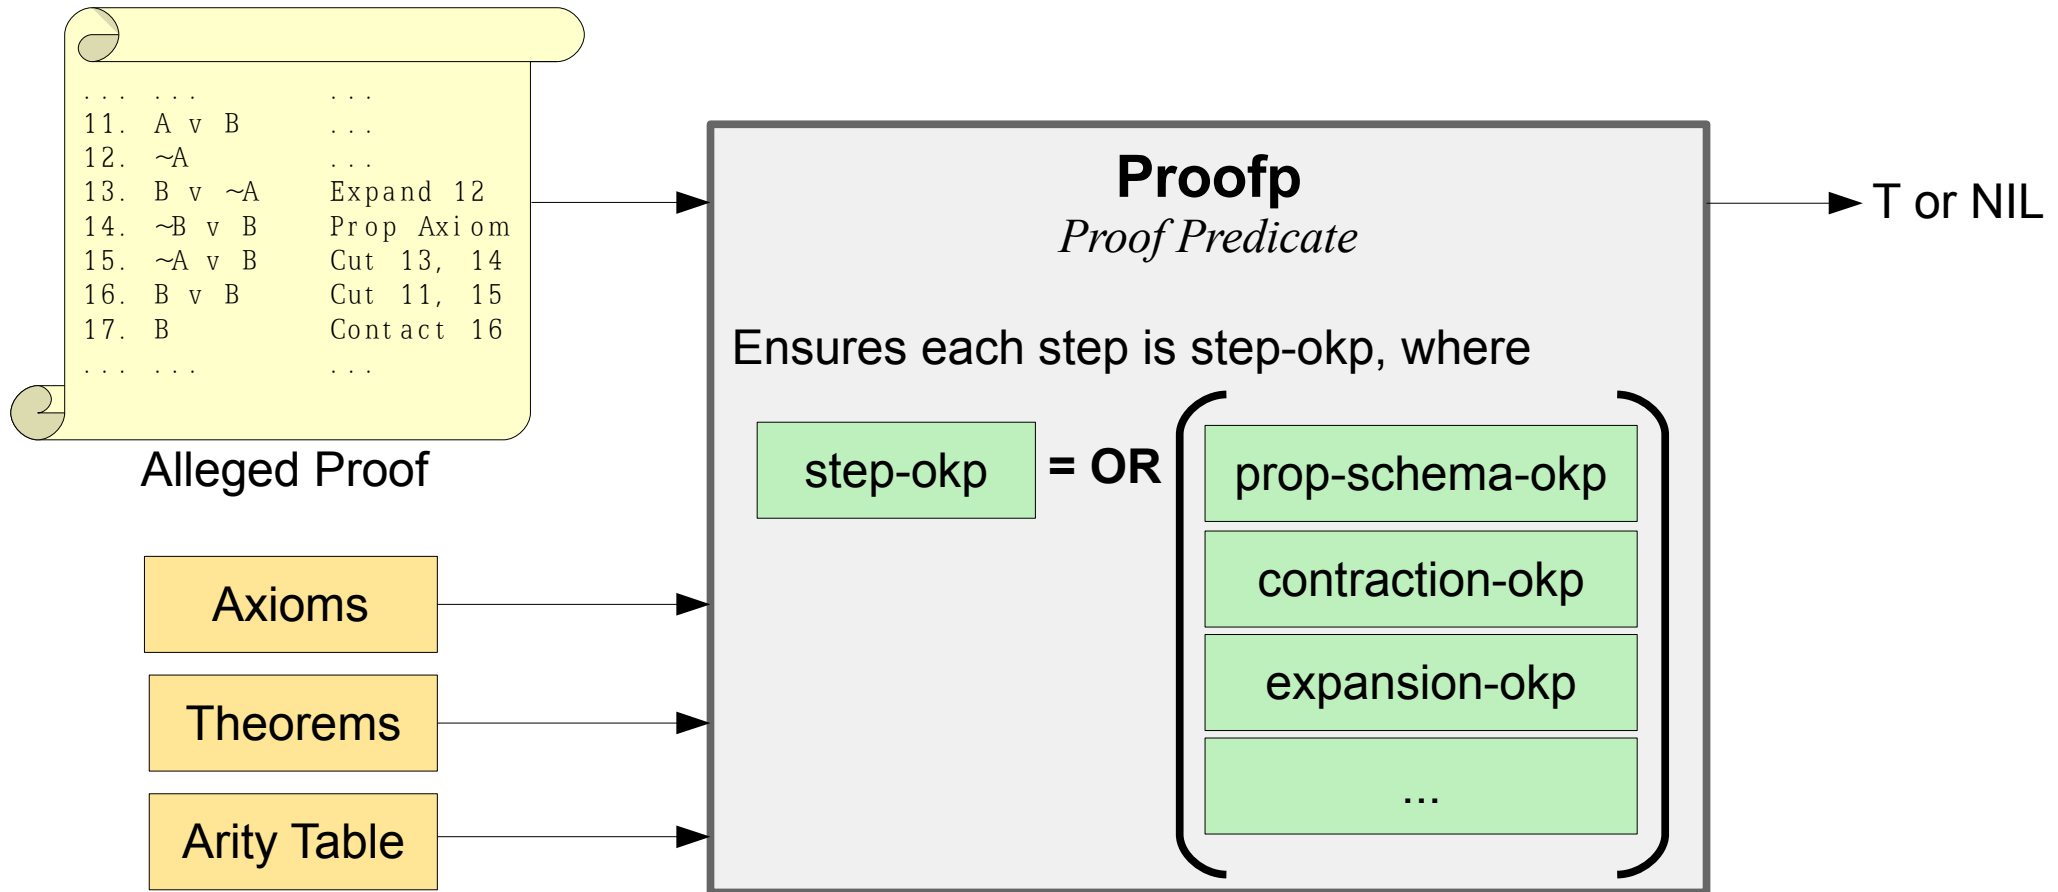 ... ... ...
11. A v B ...
12. ~A ...
13. B v ~A Expand 12
14. ~B v B Prop Axiom
15. ~A v B Cut 13, 14
16. B v B Cut 11, 15
17. B Contact 16
... ... ...
Alleged Proof
Axioms
Theorems
Arity Table
Proofp
Proof Predicate
Ensures each step is step-okp, where
step-okp = OR
prop-schema-okp
contraction-okp
expansion-okp
...
T or NIL